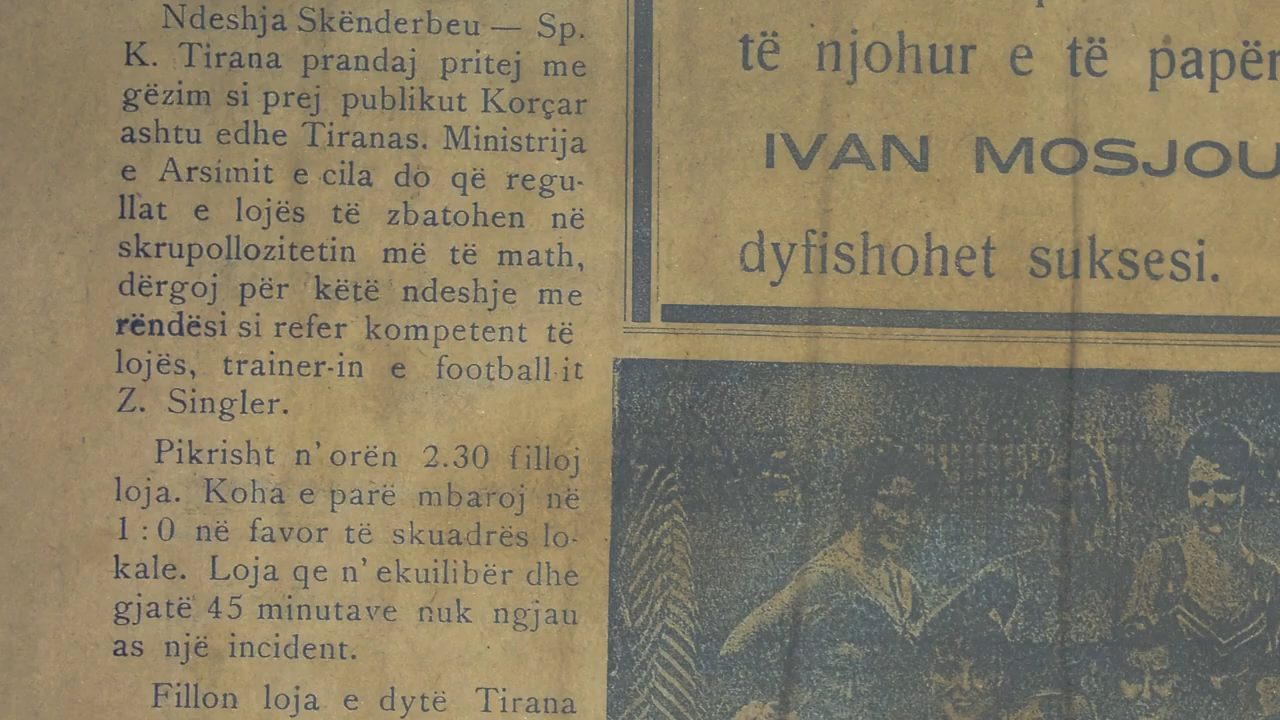 Ndeshja Skënderbeu — Sp.
K. Tirana prandaj pritej me
gëzim si prej publikut Korçar
ashtu edhe Tiranas. Ministrija
e Arsimit e cila do që regu-
llat e lojës të zbatohen në
skrupollozitetin më të math,
dërgoj për këtë ndeshje me
rëndësi si refer kompetent të
lojës, trainer-in e football-it
Z. Singler.
Pikrisht n' orën 2.30 filloj
loja. Koha e parë mbaroj në
1 : 0 në favor të skuadrës lo-
kale. Loja qe n' ekuilibër dhe
gjatë 45 minutave nuk ngjau
as një incident.
Fillon loja e dytë Tirana
të njohur e të papër
IVAN MOSJOU
dyfishohet suksesi.